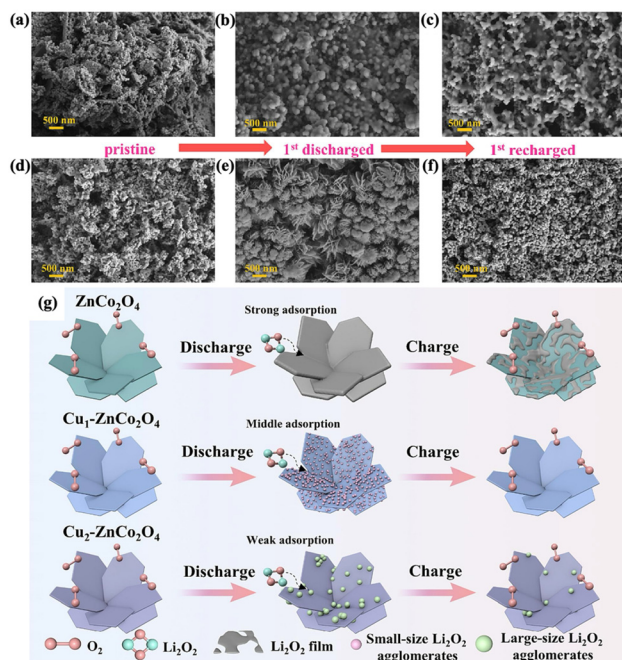 (a)
(b)
(c)
500 nm
500 nm
500 nm
pristine
1st discharged
1st recharged
(d)
(e)
(f)
500 nm
500 nm
500 nm
(g)
ZnCo₂O₄
Strong adsorption
Discharge
Charge
Cu₁-ZnCo₂O₄
Middle adsorption
Discharge
Charge
Cu₂-ZnCo₂O₄
Weak adsorption
Discharge
Charge
O₂
Li₂O₂
Li₂O₂ film
Small-size Li₂O₂
agglomerates
Large-size Li₂O₂
agglomerates